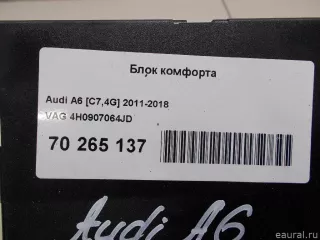 Блок комфорта
Audi A6 [C7,4G] 2011-2018
VAG 4H0907064JD
70 265 137
Audi A6
eaural.ru